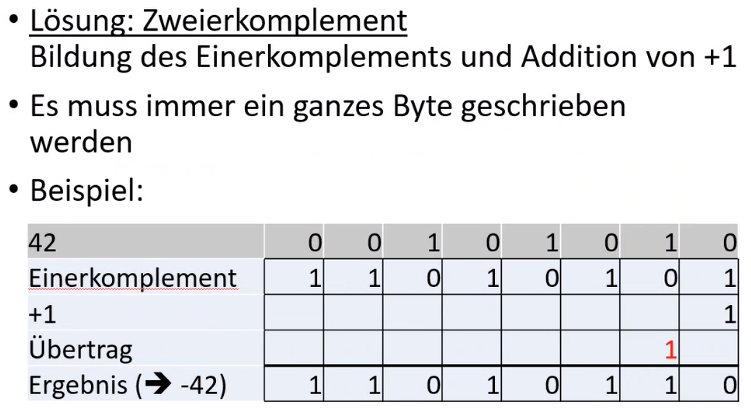 • Lösung: Zweierkomplement
Bildung des Einerkomplements und Addition von +1
• Es muss immer ein ganzes Byte geschrieben
werden
• Beispiel:
42 0 0 1 0 1 0 1 0
Einerkomplement 1 1 0 1 0 1 0 1
+1 1
Übertrag 1
Ergebnis (➔ -42) 1 1 0 1 0 1 1 0